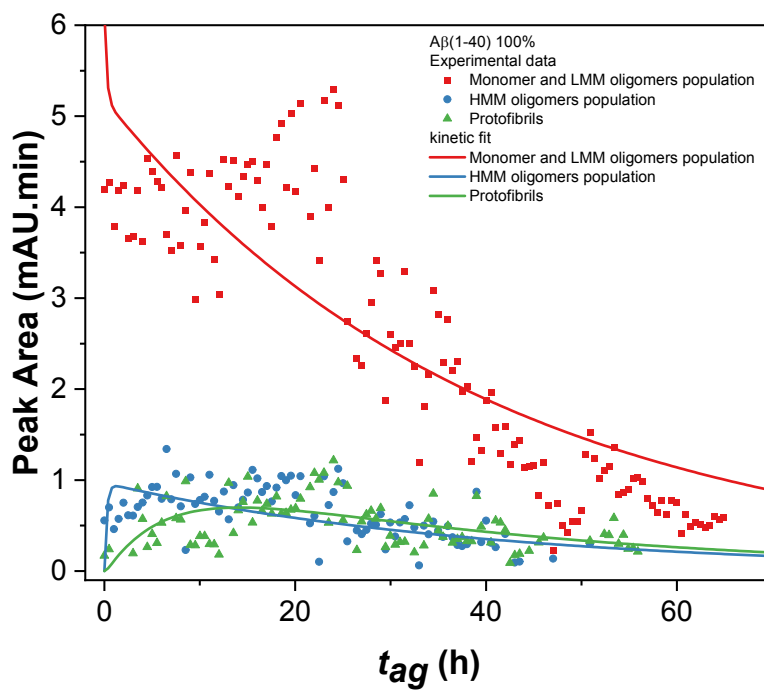 Aβ(1-40) 100%
Experimental data
Monomer and LMM oligomers population
HMM oligomers population
Protofibrils
kinetic fit
Monomer and LMM oligomers population
HMM oligomers population
Protofibrils
Peak Area (mAU.min)
6
5
4
3
2
1
0
0 20 40 60
tag (h)